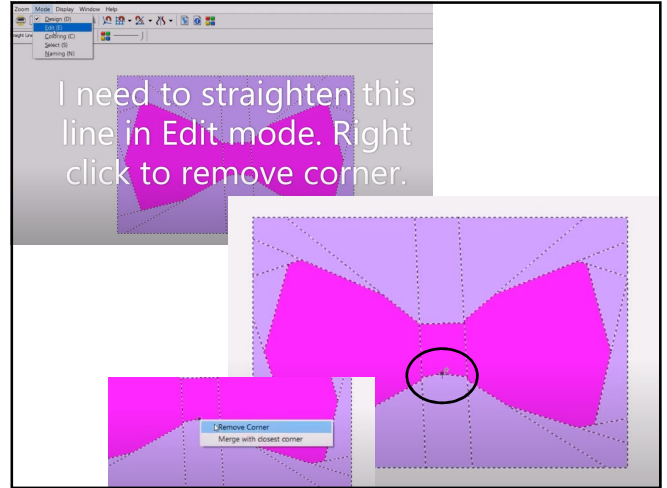 Zoom Mode Display Window Help
Design (D)
Edit (E)
Coloring (C)
Select (S)
Naming (N)
I need to straighten this
line in Edit mode. Right
click to remove corner.
Remove Corner
Merge with closest corner